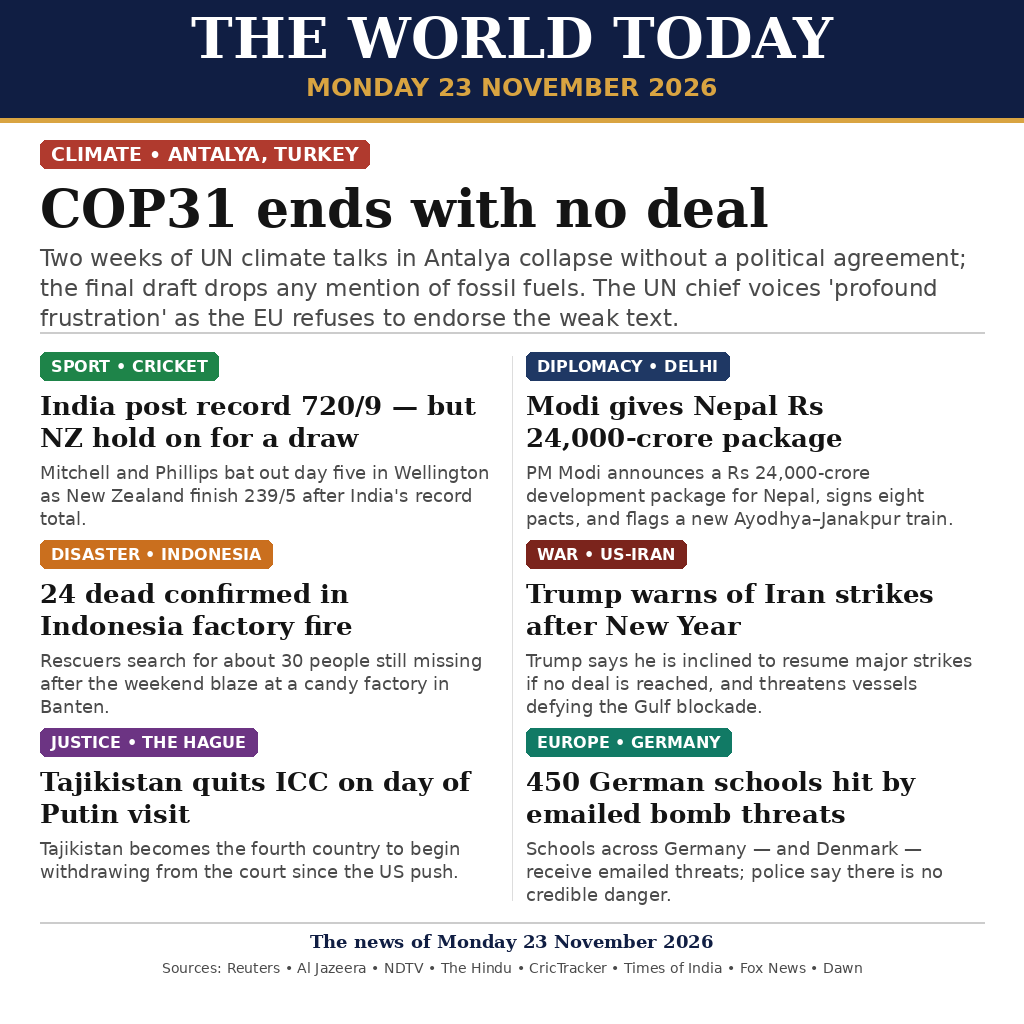 THE WORLD TODAY
MONDAY 23 NOVEMBER 2026
CLIMATE • ANTALYA, TURKEY
COP31 ends with no deal
Two weeks of UN climate talks in Antalya collapse without a political agreement;
the final draft drops any mention of fossil fuels. The UN chief voices 'profound
frustration' as the EU refuses to endorse the weak text.
SPORT • CRICKET
India post record 720/9 — but
NZ hold on for a draw
Mitchell and Phillips bat out day five in Wellington
as New Zealand finish 239/5 after India's record
total.
DIPLOMACY • DELHI
Modi gives Nepal Rs
24,000-crore package
PM Modi announces a Rs 24,000-crore
development package for Nepal, signs eight
pacts, and flags a new Ayodhya–Janakpur train.
DISASTER • INDONESIA
24 dead confirmed in
Indonesia factory fire
Rescuers search for about 30 people still missing
after the weekend blaze at a candy factory in
Banten.
WAR • US-IRAN
Trump warns of Iran strikes
after New Year
Trump says he is inclined to resume major strikes
if no deal is reached, and threatens vessels
defying the Gulf blockade.
JUSTICE • THE HAGUE
Tajikistan quits ICC on day of
Putin visit
Tajikistan becomes the fourth country to begin
withdrawing from the court since the US push.
EUROPE • GERMANY
450 German schools hit by
emailed bomb threats
Schools across Germany — and Denmark —
receive emailed threats; police say there is no
credible danger.
The news of Monday 23 November 2026
Sources: Reuters • Al Jazeera • NDTV • The Hindu • CricTracker • Times of India • Fox News • Dawn